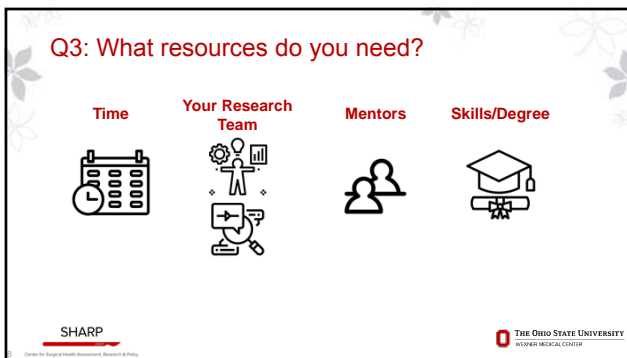 Q3: What resources do you need?
Time
Your Research
Team
Mentors
Skills/Degree
SHARP
Center for Surgical Health Assessment, Research & Policy
8
THE OHIO STATE UNIVERSITY
WEXNER MEDICAL CENTER